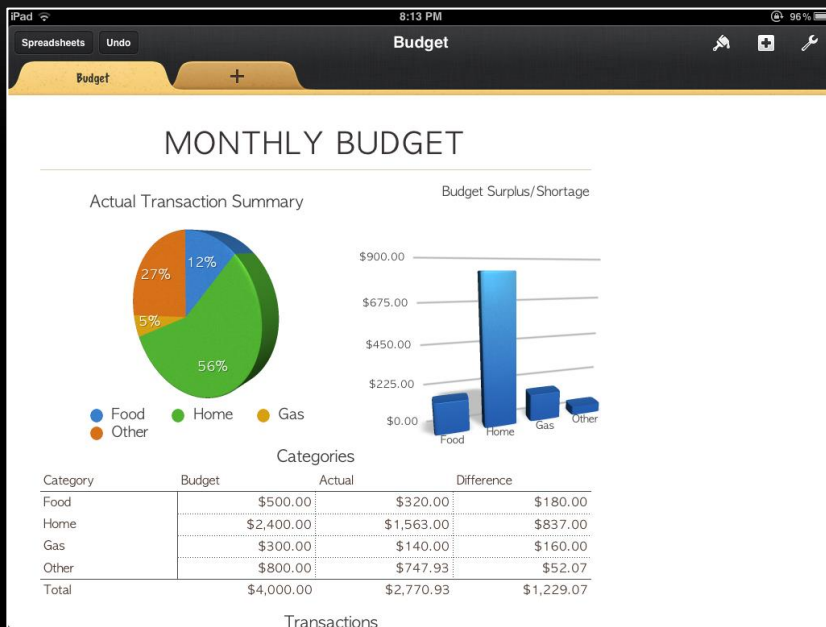 iPad 8:13 PM 96%
Spreadsheets Undo Budget
Budget +
MONTHLY BUDGET
Actual Transaction Summary
Budget Surplus/Shortage
12%
27%
5%
56%
Food Home Gas
Other
$900.00
$675.00
$450.00
$225.00
$0.00
Food Home Gas Other
Categories
Category Budget Actual Difference
Food $500.00 $320.00 $180.00
Home $2,400.00 $1,563.00 $837.00
Gas $300.00 $140.00 $160.00
Other $800.00 $747.93 $52.07
Total $4,000.00 $2,770.93 $1,229.07
Transactions